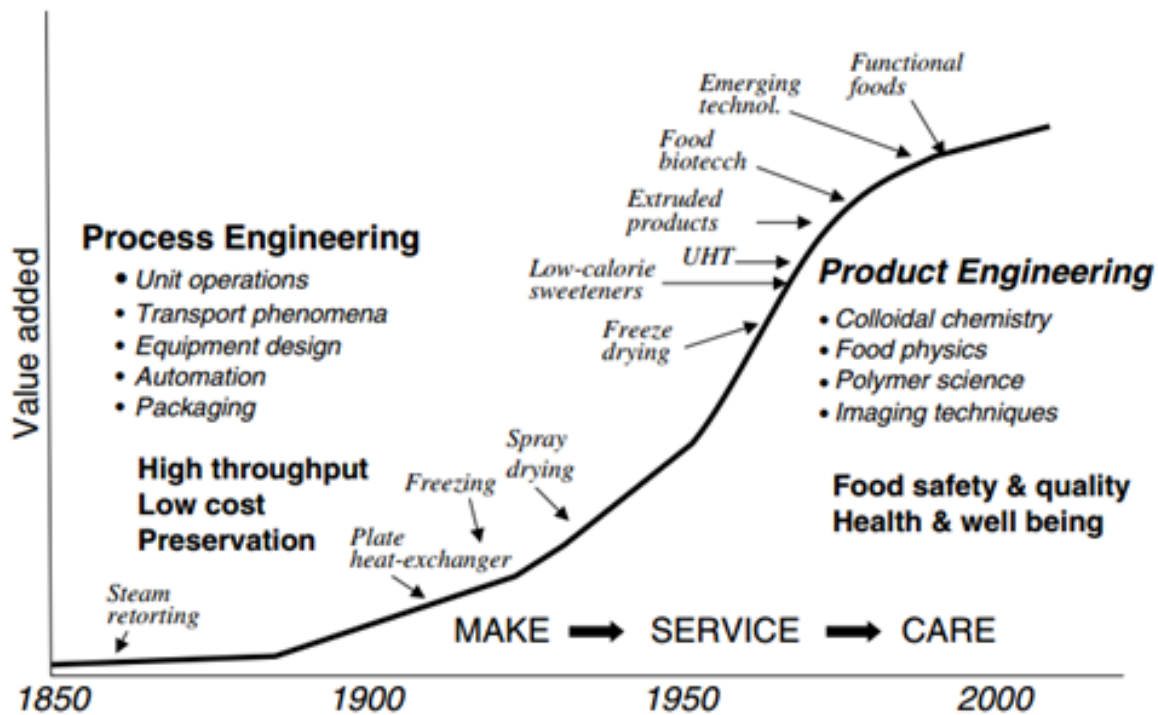 Functional
foods
Emerging
technol.
Food
biotecch
Extruded
products
UHT
Low-calorie
sweeteners
Freeze
drying
Process Engineering
• Unit operations
• Transport phenomena
• Equipment design
• Automation
• Packaging
High throughput
Low cost
Preservation
Product Engineering
• Colloidal chemistry
• Food physics
• Polymer science
• Imaging techniques
Food safety & quality
Health & well being
Spray
drying
Freezing
Plate
heat-exchanger
Steam
retorting
MAKE → SERVICE → CARE
Value added
1850 1900 1950 2000